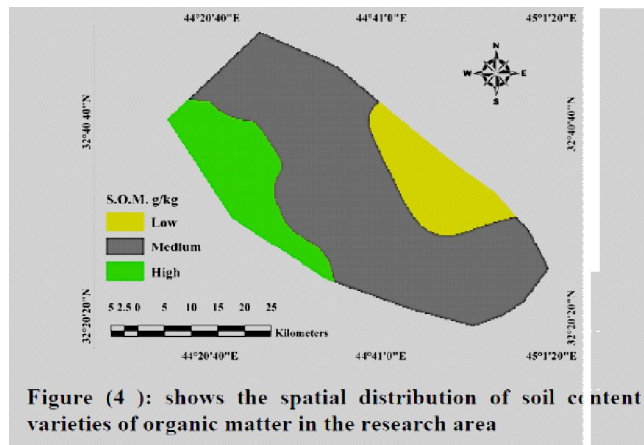 44°20'40"E 44°41'0"E 45°1'20"E
N
W E
S
32°40'40"N 32°40'40"N
S.O.M. g/kg
Low
Medium
High
32°20'20"N 32°20'20"N
5 2.5 0 5 10 15 20 25
Kilometers
44°20'40"E 44°41'0"E 45°1'20"E
Figure (4 ): shows the spatial distribution of soil content
varieties of organic matter in the research area